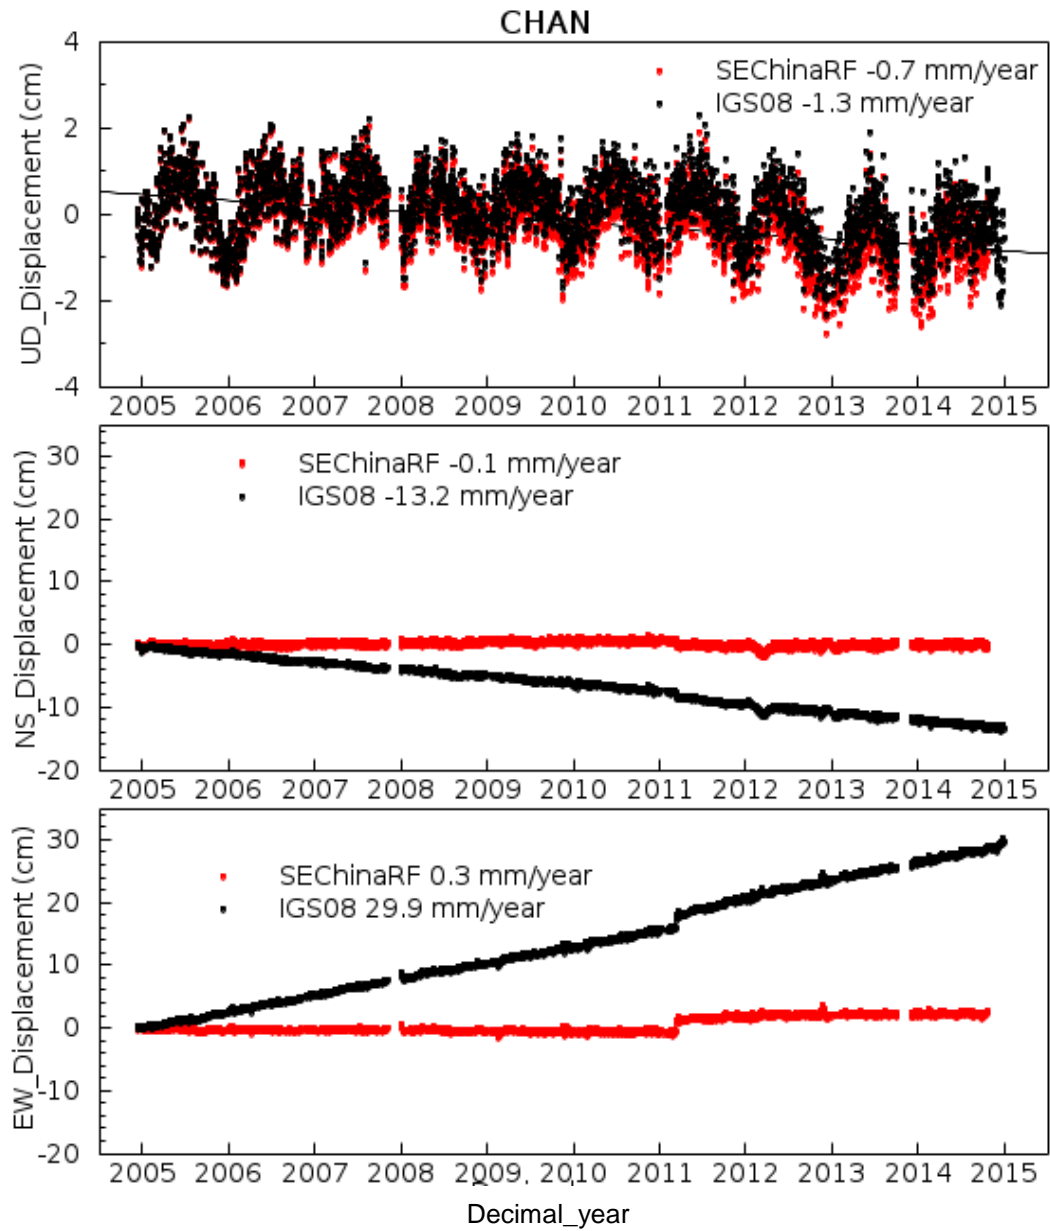 CHAN
UD_Displacement (cm)
4
2
0
-2
-4
SEChinaRF -0.7 mm/year
IGS08 -1.3 mm/year
2005 2006 2007 2008 2009 2010 2011 2012 2013 2014 2015
NS_Displacement (cm)
30
20
10
0
-10
-20
SEChinaRF -0.1 mm/year
IGS08 -13.2 mm/year
2005 2006 2007 2008 2009 2010 2011 2012 2013 2014 2015
EW_Displacement (cm)
30
20
10
0
-10
-20
SEChinaRF 0.3 mm/year
IGS08 29.9 mm/year
2005 2006 2007 2008 2009 2010 2011 2012 2013 2014 2015
Decimal_year